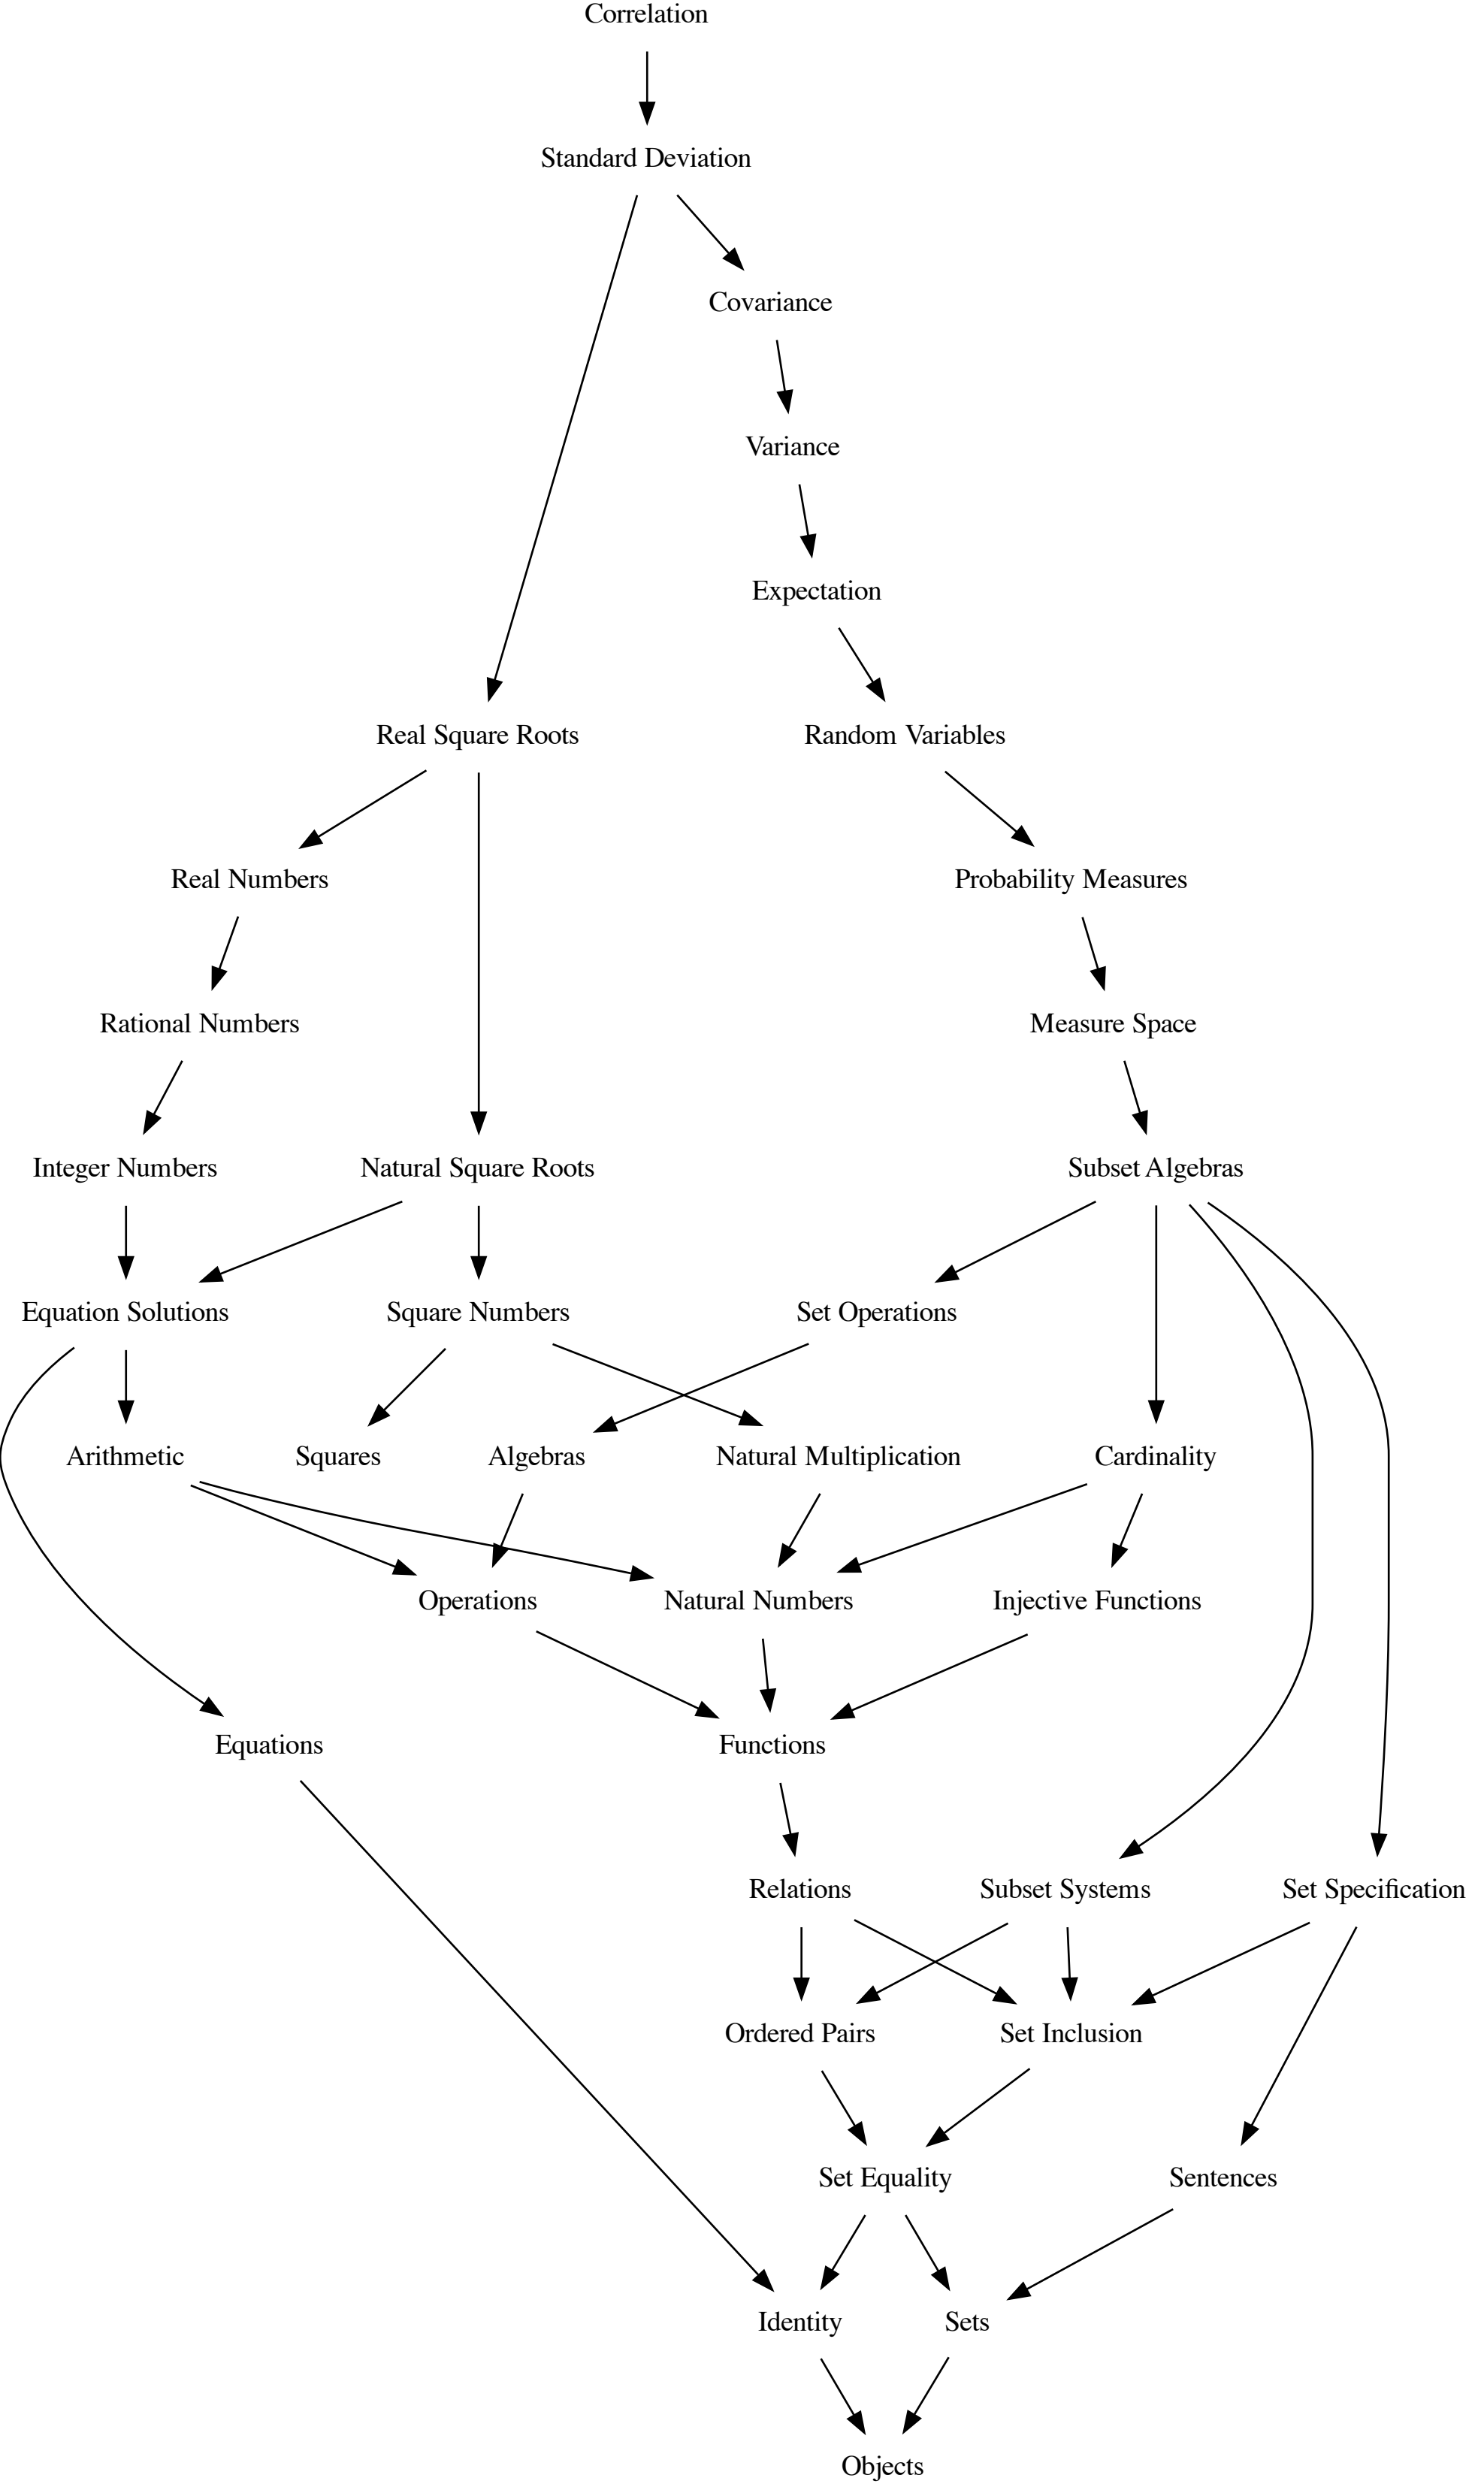 Correlation
Standard Deviation
Covariance
Variance
Expectation
Real Square Roots
Random Variables
Real Numbers
Probability Measures
Rational Numbers
Measure Space
Integer Numbers
Natural Square Roots
Subset Algebras
Equation Solutions
Square Numbers
Set Operations
Arithmetic
Squares
Algebras
Natural Multiplication
Cardinality
Operations
Natural Numbers
Injective Functions
Equations
Functions
Relations
Subset Systems
Set Specification
Ordered Pairs
Set Inclusion
Set Equality
Sentences
Identity
Sets
Objects